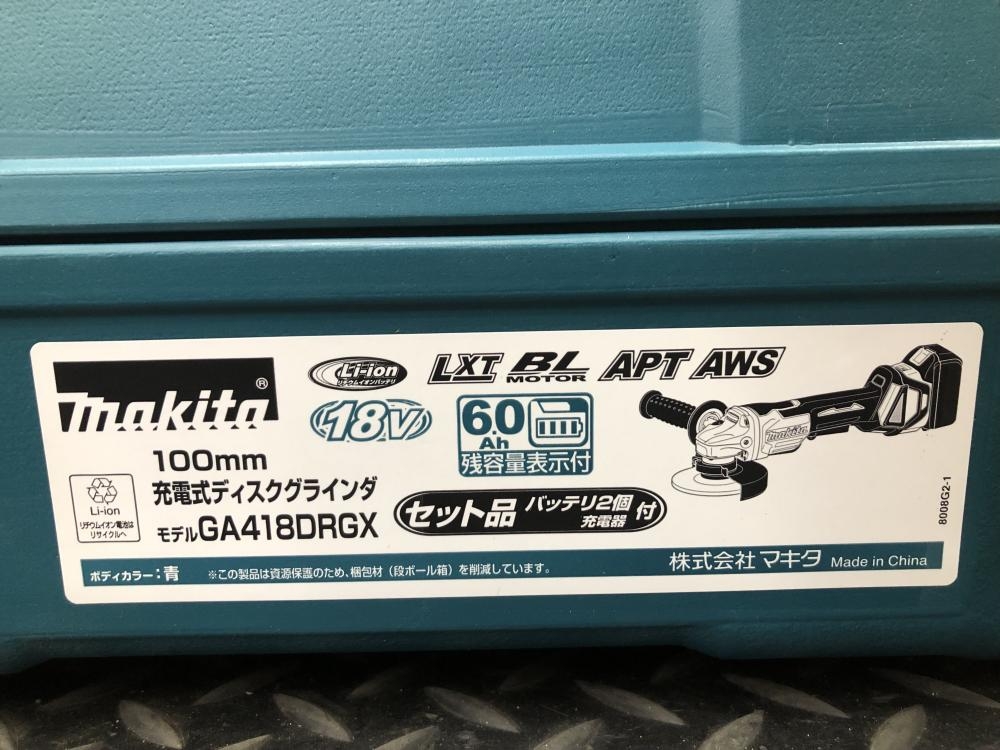 makita®
Li-ion
リチウムイオンバッテリ
LXT BL MOTOR APT AWS
18V
6.0 Ah
残容量表示付
100mm
充電式ディスクグラインダ
モデルGA418DRGX
セット品 バッテリ2個 充電器 付
Li-ion
リチウムイオン電池は
リサイクルへ
makita
8008G2-1
ボディカラー:青 ※この製品は資源保護のため、梱包材(段ボール箱)を削減しています。
株式会社マキタ Made in China